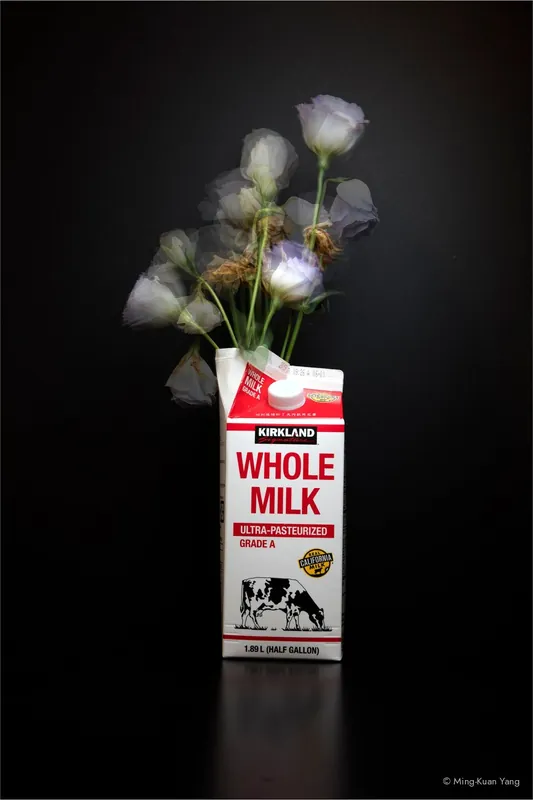 WHOLE
MILK
GRADE A
KIRKLAND
Signature
WHOLE
MILK
ULTRA-PASTEURIZED
GRADE A
REAL
CALIFORNIA
MILK
1.89 L (HALF GALLON)
© Ming-Kuan Yang